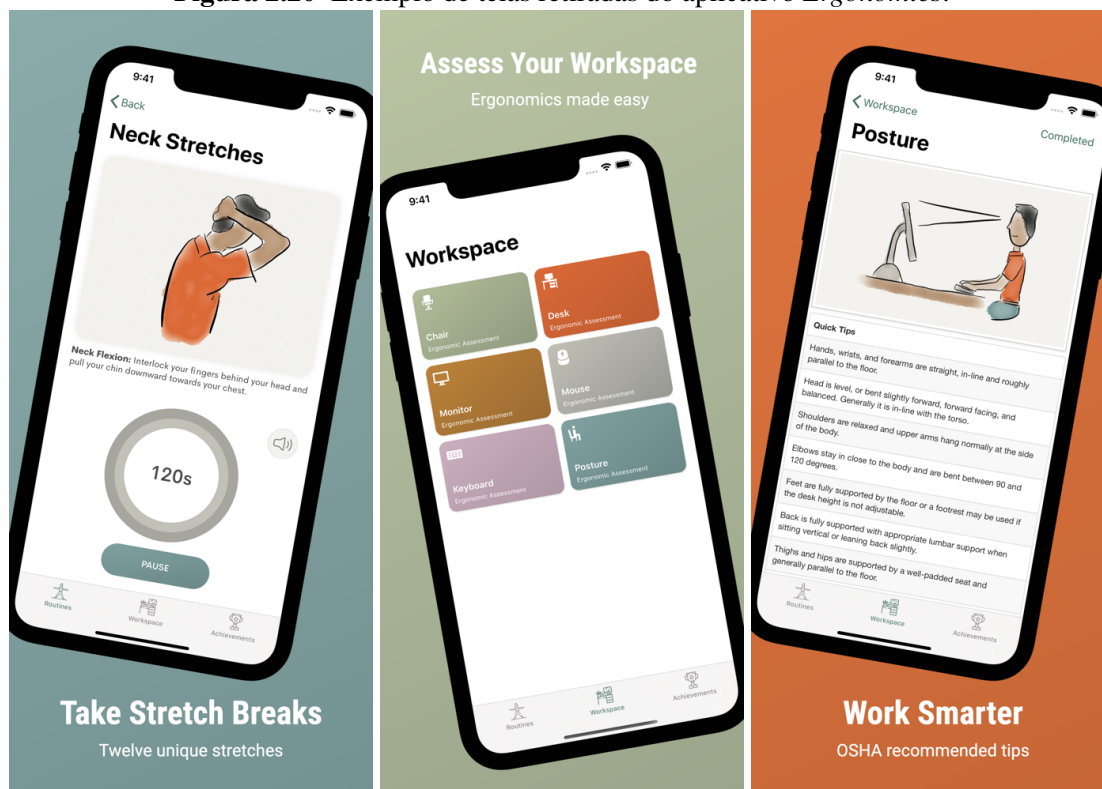 Figura 2.20 Exemplo de telas retiradas do aplicativo Ergonomics.
9:41
Back
Neck Stretches
Neck Flexion: Interlock your fingers behind your head and
pull your chin downward towards your chest.
120s
PAUSE
Routines
Workspace
Achievements
Take Stretch Breaks
Twelve unique stretches
Assess Your Workspace
Ergonomics made easy
9:41
Workspace
Chair
Ergonomic Assessment
Desk
Ergonomic Assessment
Monitor
Ergonomic Assessment
Mouse
Ergonomic Assessment
Keyboard
Ergonomic Assessment
Posture
Ergonomic Assessment
Routines
Workspace
Achievements
9:41
Workspace
Completed
Posture
Quick Tips
Hands, wrists, and forearms are straight, in-line and roughly
parallel to the floor.
Head is level, or bent slightly forward, forward facing, and
balanced. Generally it is in-line with the torso.
Shoulders are relaxed and upper arms hang normally at the side
of the body.
Elbows stay in close to the body and are bent between 90 and
120 degrees.
Feet are fully supported by the floor or a footrest may be used if
the desk height is not adjustable.
Back is fully supported with appropriate lumbar support when
sitting vertical or leaning back slightly.
Thighs and hips are supported by a well-padded seat and
generally parallel to the floor.
Routines
Workspace
Achievements
Work Smarter
OSHA recommended tips